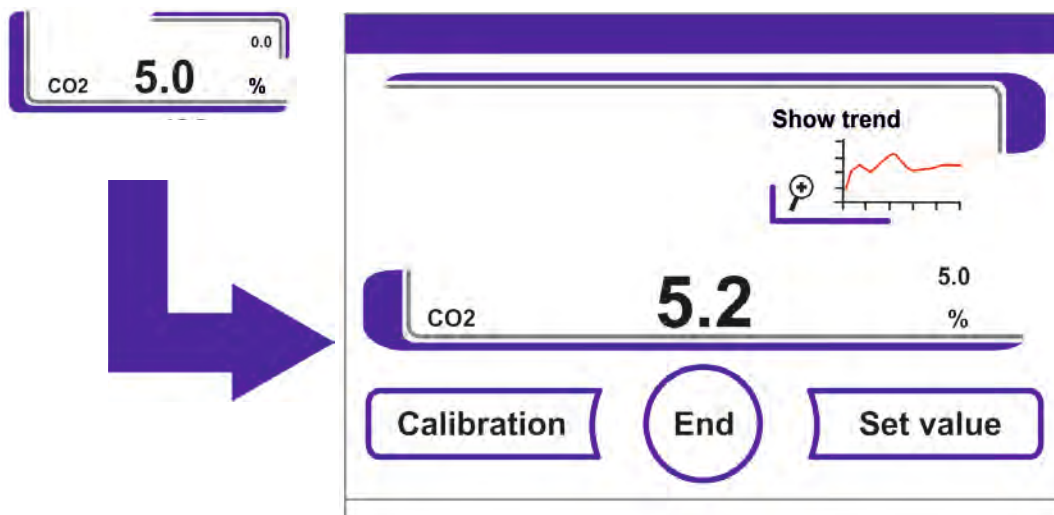 0.0
CO2 5.0 %
Show trend
5.0
CO2 5.2 %
Calibration End Set value